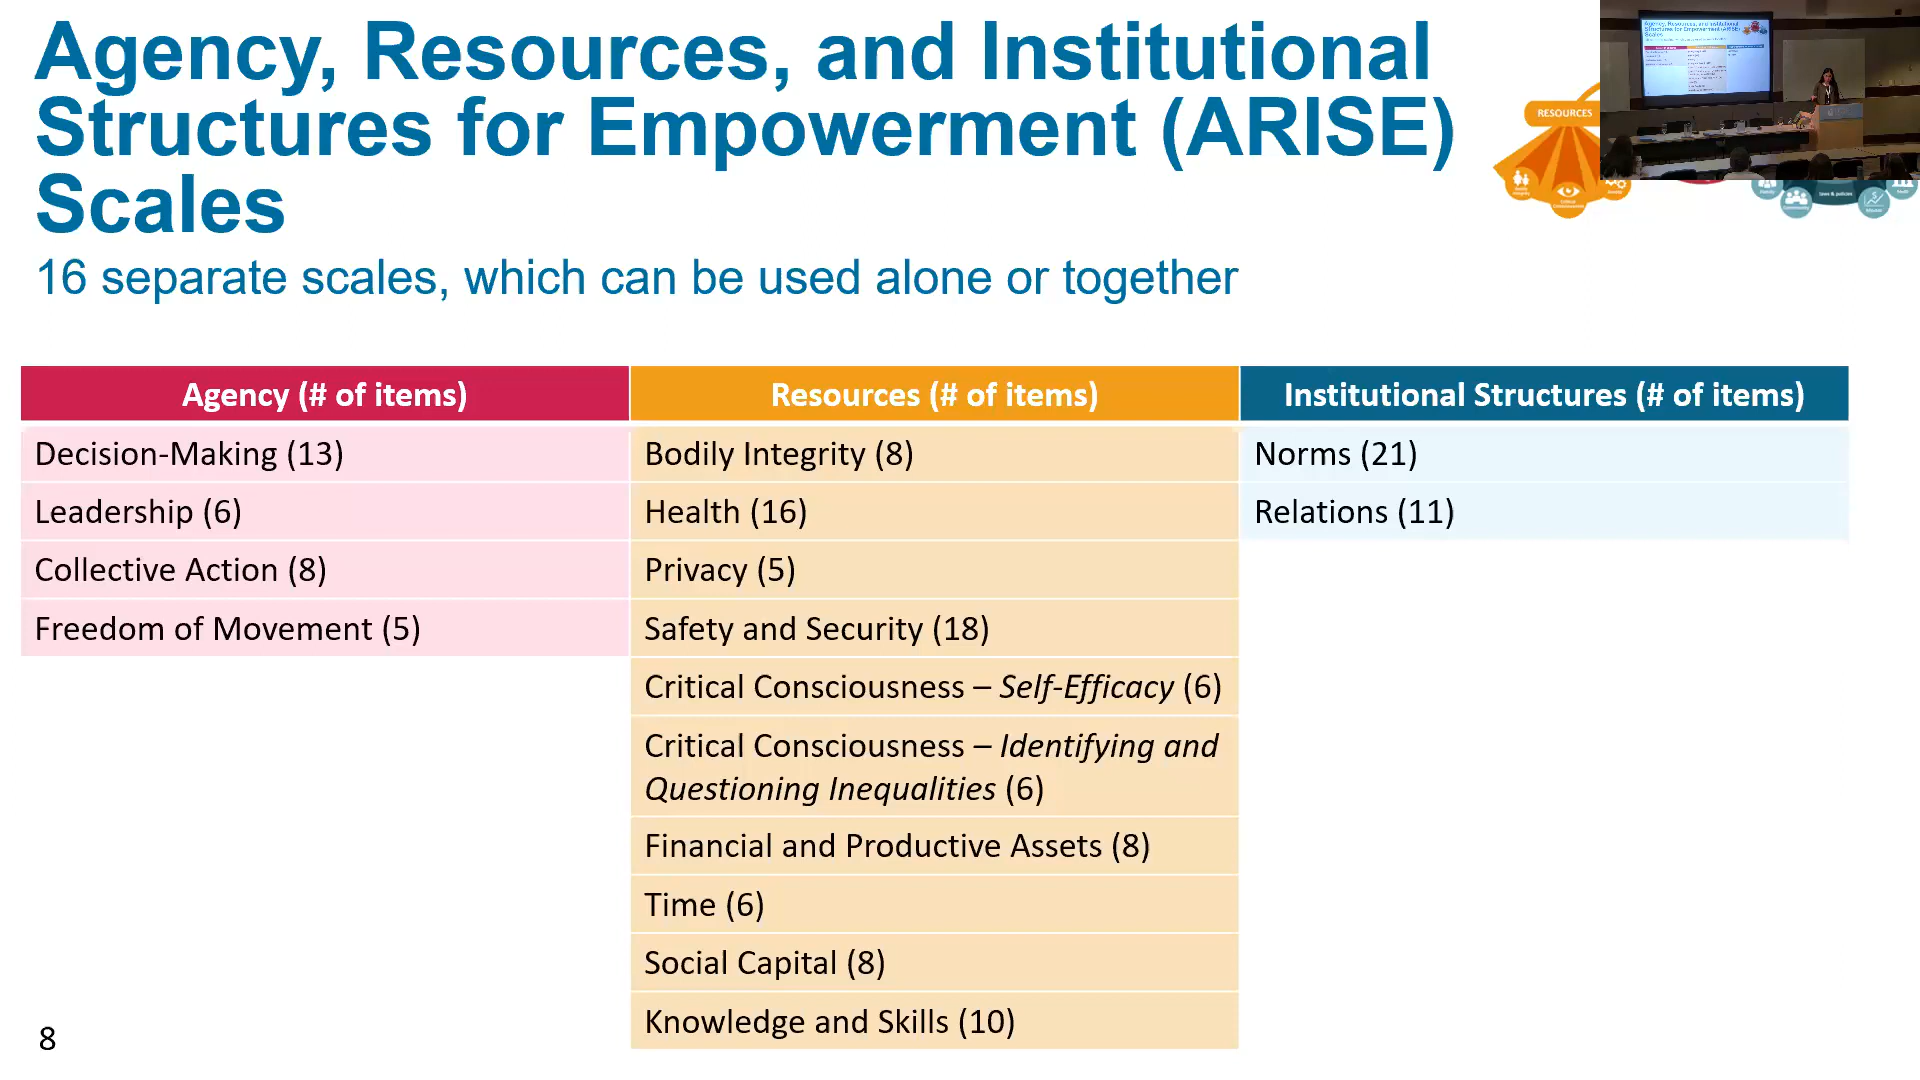 Agency, Resources, and Institutional
Structures for Empowerment (ARISE)
Scales
16 separate scales, which can be used alone or together
RESOURCES
Agency (# of items)
Decision-Making (13)
Leadership (6)
Collective Action (8)
Freedom of Movement (5)
Resources (# of items)
Bodily Integrity (8)
Health (16)
Privacy (5)
Safety and Security (18)
Critical Consciousness – Self-Efficacy (6)
Critical Consciousness – Identifying and
Questioning Inequalities (6)
Financial and Productive Assets (8)
Time (6)
Social Capital (8)
Knowledge and Skills (10)
Institutional Structures (# of items)
Norms (21)
Relations (11)
8